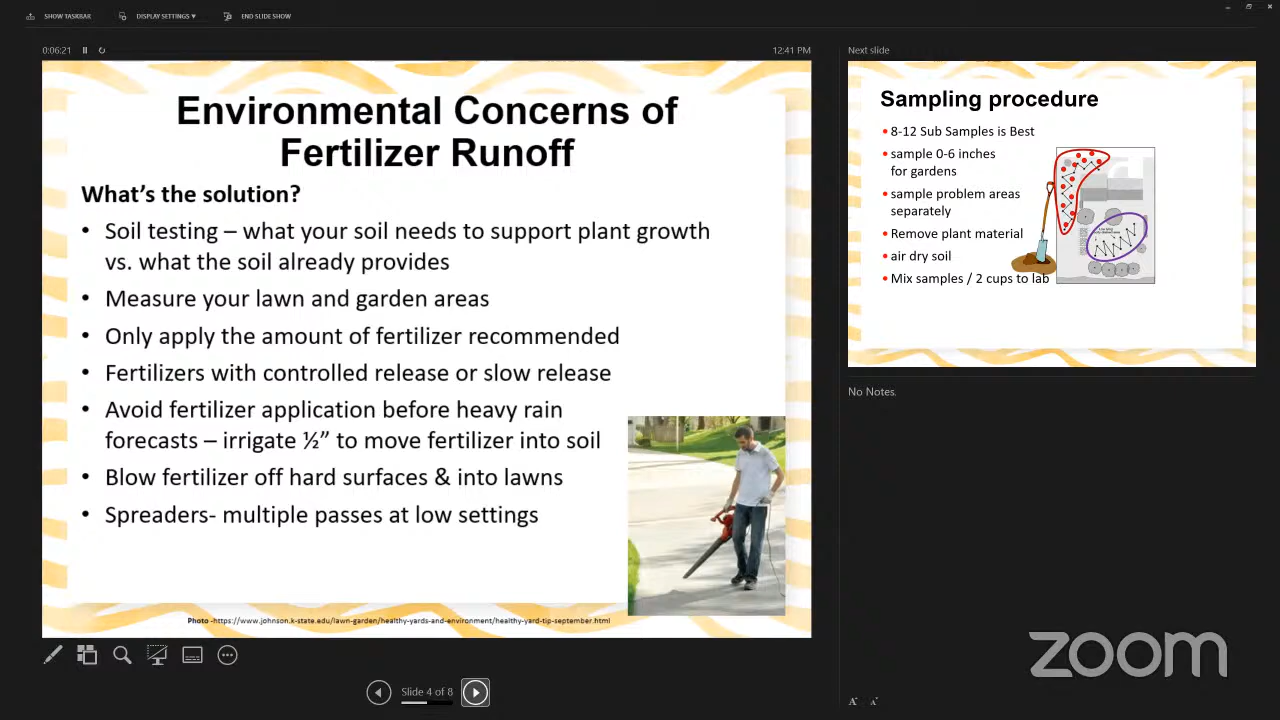 SHOW TASKBAR
DISPLAY SETTINGS ▾
END SLIDE SHOW
0:06:21
12:41 PM
Environmental Concerns of
Fertilizer Runoff
What’s the solution?
• Soil testing – what your soil needs to support plant growth
vs. what the soil already provides
• Measure your lawn and garden areas
• Only apply the amount of fertilizer recommended
• Fertilizers with controlled release or slow release
• Avoid fertilizer application before heavy rain
forecasts – irrigate ½” to move fertilizer into soil
• Blow fertilizer off hard surfaces & into lawns
• Spreaders- multiple passes at low settings
Photo -https://www.johnson.k-state.edu/lawn-garden/healthy-yards-and-environment/healthy-yard-tip-september.html
Slide 4 of 8
Next slide
Sampling procedure
• 8-12 Sub Samples is Best
• sample 0-6 inches
for gardens
• sample problem areas
separately
• Remove plant material
• air dry soil
• Mix samples / 2 cups to lab
No Notes.
zoom
A A